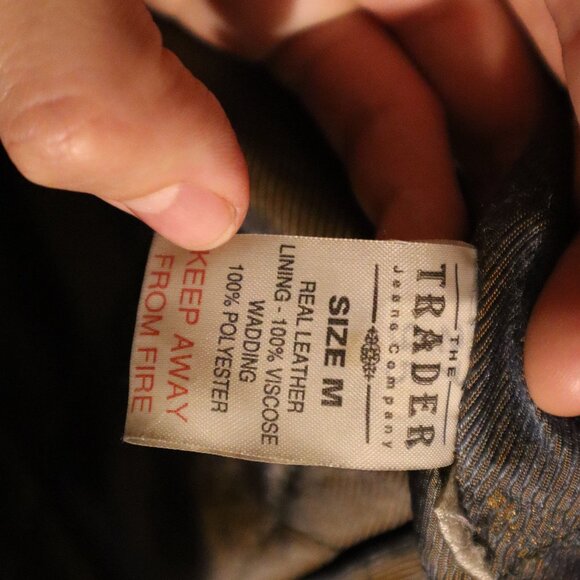 THE
TRADER
Jeans Company
SIZE M
REAL LEATHER
LINING - 100% VISCOSE
WADDING
100% POLYESTER
KEEP AWAY
FROM FIRE